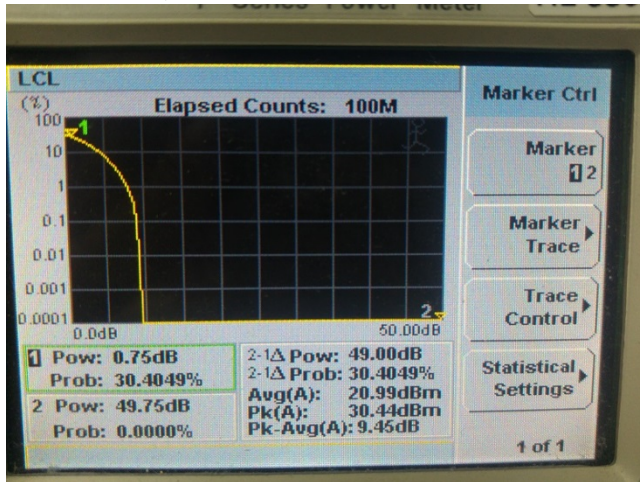 Series Power Meter
LCL
(%)
Elapsed Counts: 100M
100
10
1
0.1
0.01
0.001
0.0001
1
2
0.0dB
50.00dB
1 Pow: 0.75dB
Prob: 30.4049%
2 Pow: 49.75dB
Prob: 0.0000%
2-1Δ Pow: 49.00dB
2-1Δ Prob: 30.4049%
Avg(A): 20.99dBm
Pk(A): 30.44dBm
Pk-Avg(A): 9.45dB
Marker Ctrl
Marker
1 2
Marker
Trace
Trace
Control
Statistical
Settings
1 of 1